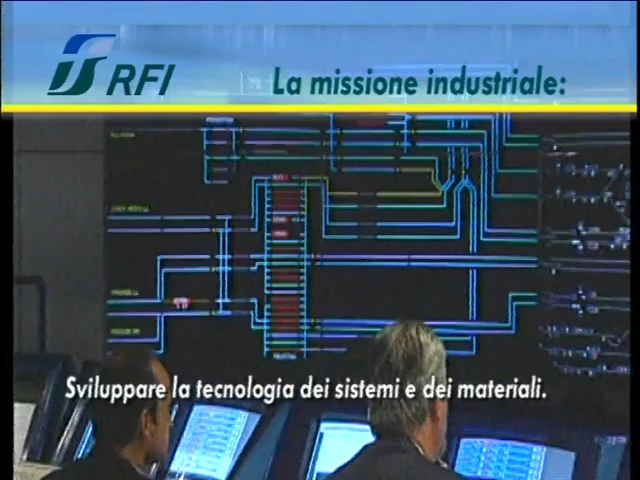 RFI
La missione industriale:
Sviluppare la tecnologia dei sistemi e dei materiali.